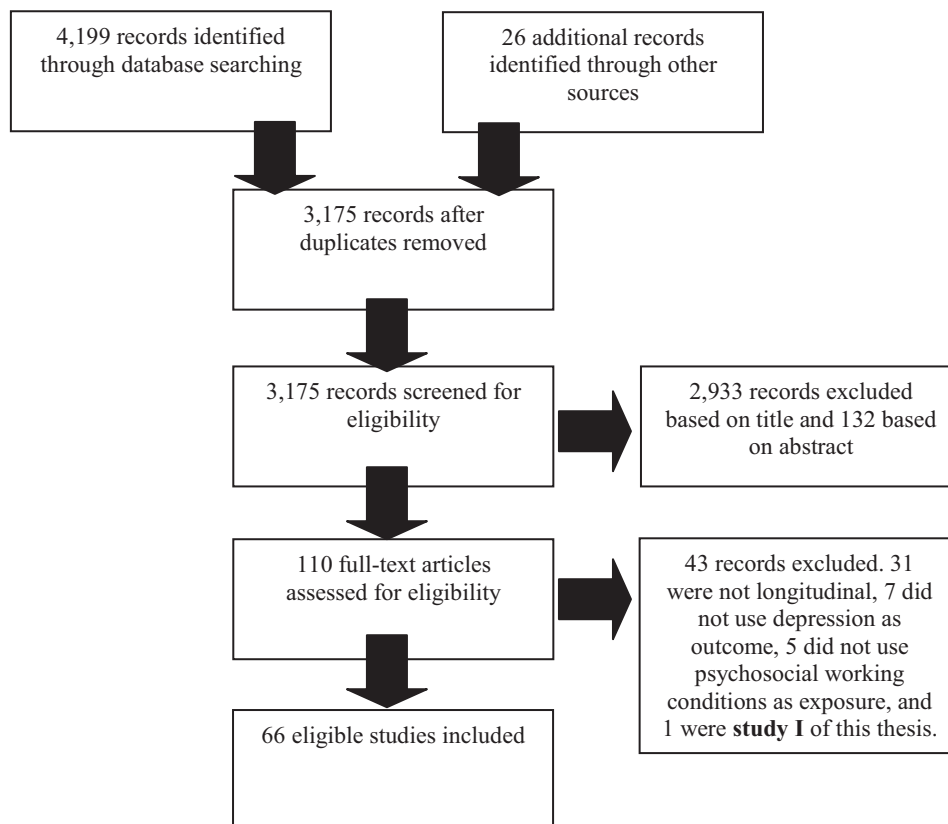 4,199 records identified
through database searching
26 additional records
identified through other
sources
3,175 records after
duplicates removed
3,175 records screened for
eligibility
2,933 records excluded
based on title and 132 based
on abstract
110 full-text articles
assessed for eligibility
43 records excluded. 31
were not longitudinal, 7 did
not use depression as
outcome, 5 did not use
psychosocial working
conditions as exposure, and
1 were study I of this thesis.
66 eligible studies included